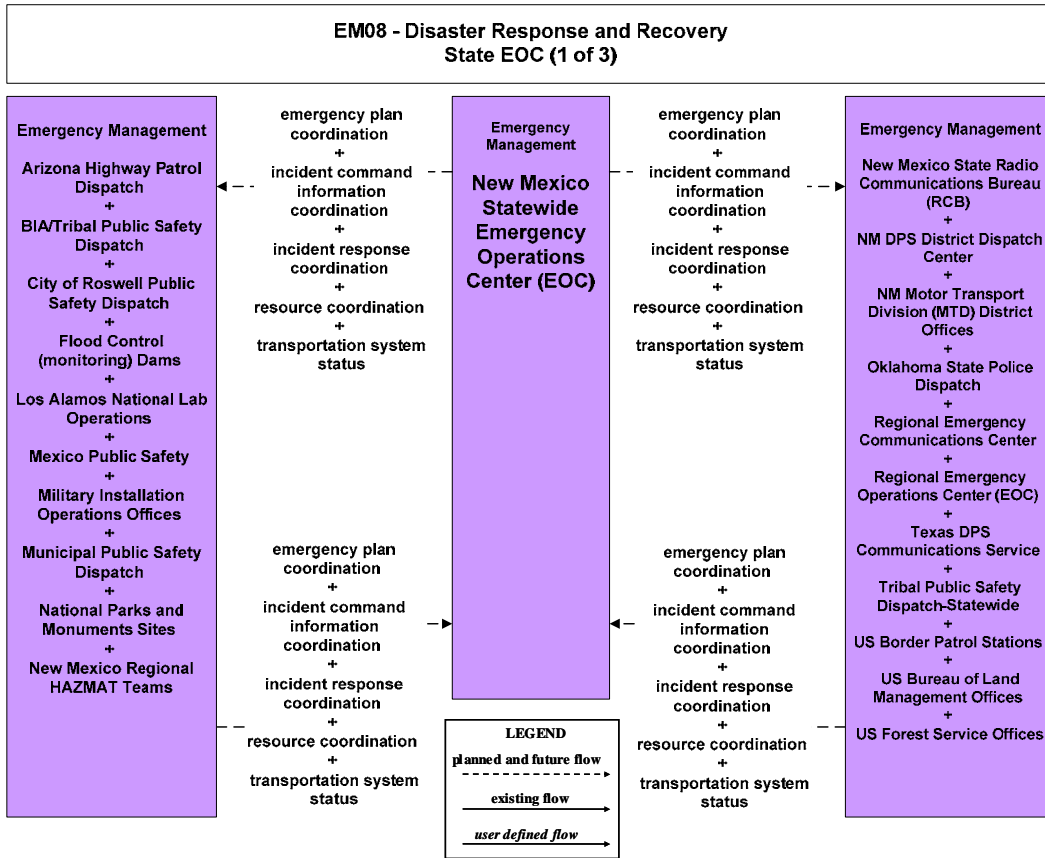 EM08 - Disaster Response and Recovery
State EOC (1 of 3)
Emergency Management
Arizona Highway Patrol
Dispatch
+
BIA/Tribal Public Safety
Dispatch
+
City of Roswell Public
Safety Dispatch
+
Flood Control
(monitoring) Dams
+
Los Alamos National Lab
Operations
+
Mexico Public Safety
+
Military Installation
Operations Offices
+
Municipal Public Safety
Dispatch
+
National Parks and
Monuments Sites
+
New Mexico Regional
HAZMAT Teams
emergency plan
coordination
+
incident command
information
coordination
+
incident response
coordination
+
resource coordination
+
transportation system
status
emergency plan
coordination
+
incident command
information
coordination
+
incident response
coordination
+
resource coordination
+
transportation system
status
Emergency
Management
New Mexico
Statewide
Emergency
Operations
Center (EOC)
emergency plan
coordination
+
incident command
information
coordination
+
incident response
coordination
+
resource coordination
+
transportation system
status
emergency plan
coordination
+
incident command
information
coordination
+
incident response
coordination
+
resource coordination
+
transportation system
status
Emergency Management
New Mexico State Radio
Communications Bureau
(RCB)
+
NM DPS District Dispatch
Center
+
NM Motor Transport
Division (MTD) District
Offices
+
Oklahoma State Police
Dispatch
+
Regional Emergency
Communications Center
+
Regional Emergency
Operations Center (EOC)
+
Texas DPS
Communications Service
+
Tribal Public Safety
Dispatch-Statewide
+
US Border Patrol Stations
+
US Bureau of Land
Management Offices
+
US Forest Service Offices
LEGEND
planned and future flow
existing flow
user defined flow